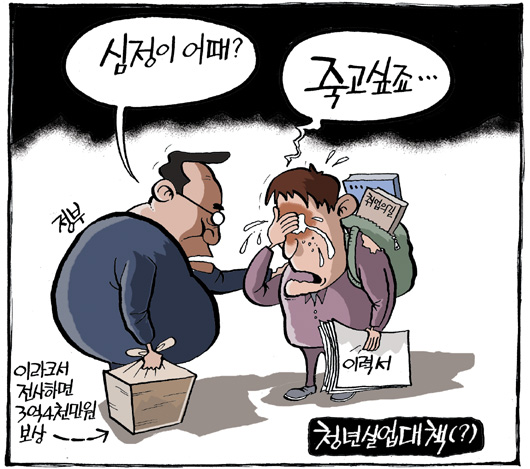 심정이 어때?
죽고싶죠...
정부
취업의 길
이력서
이라크서
전사하면
3억4천만원
보상
청년실업대책(?)